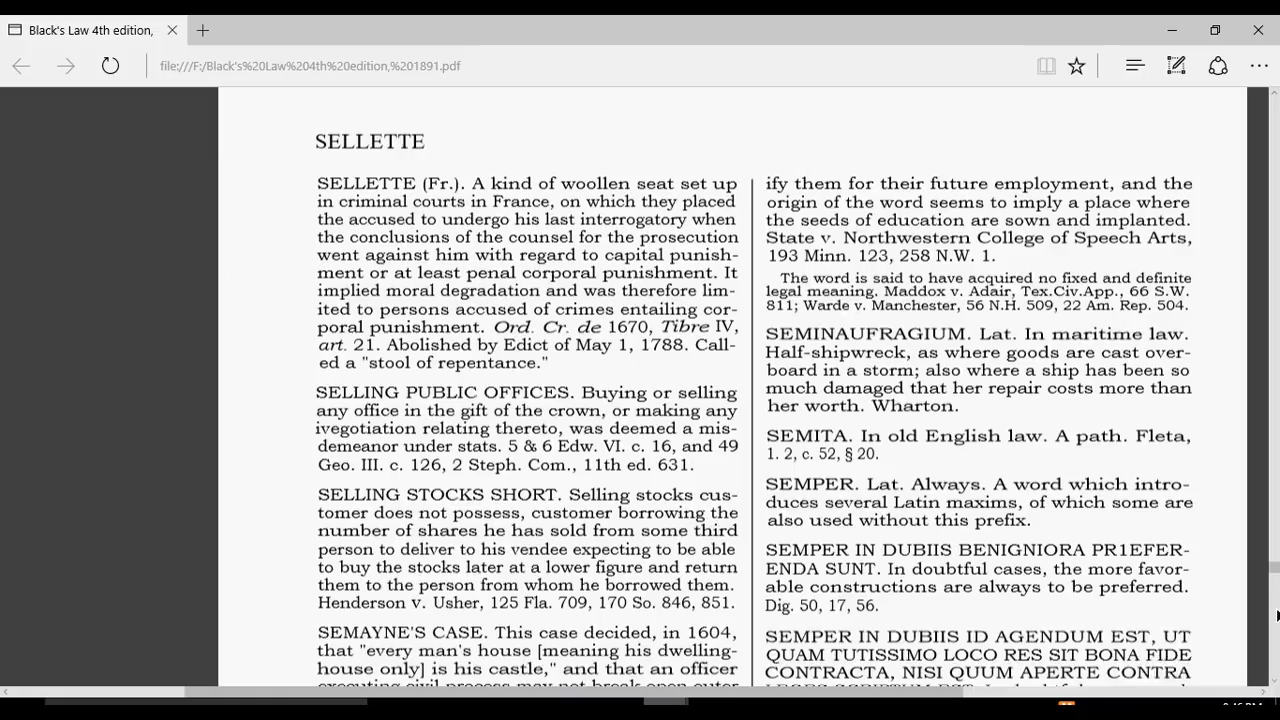 Black's Law 4th edition,
file:///F:/Black's%20Law%204th%20edition,%201891.pdf
SELLETTE
SELLETTE (Fr.). A kind of woollen seat set up
in criminal courts in France, on which they placed
the accused to undergo his last interrogatory when
the conclusions of the counsel for the prosecution
went against him with regard to capital punish-
ment or at least penal corporal punishment. It
implied moral degradation and was therefore lim-
ited to persons accused of crimes entailing cor-
poral punishment. Ord. Cr. de 1670, Tibre IV,
art. 21. Abolished by Edict of May 1, 1788. Call-
ed a "stool of repentance."
SELLING PUBLIC OFFICES. Buying or selling
any office in the gift of the crown, or making any
ivegotiation relating thereto, was deemed a mis-
demeanor under stats. 5 & 6 Edw. VI. c. 16, and 49
Geo. III. c. 126, 2 Steph. Com., 11th ed. 631.
SELLING STOCKS SHORT. Selling stocks cus-
tomer does not possess, customer borrowing the
number of shares he has sold from some third
person to deliver to his vendee expecting to be able
to buy the stocks later at a lower figure and return
them to the person from whom he borrowed them.
Henderson v. Usher, 125 Fla. 709, 170 So. 846, 851.
SEMAYNE'S CASE. This case decided, in 1604,
that "every man's house [meaning his dwelling-
house only] is his castle," and that an officer
executing civil process may not break open outer
ify them for their future employment, and the
origin of the word seems to imply a place where
the seeds of education are sown and implanted.
State v. Northwestern College of Speech Arts,
193 Minn. 123, 258 N.W. 1.
The word is said to have acquired no fixed and definite
legal meaning. Maddox v. Adair, Tex.Civ.App., 66 S.W.
811; Warde v. Manchester, 56 N.H. 509, 22 Am. Rep. 504.
SEMINAUFRAGIUM. Lat. In maritime law.
Half-shipwreck, as where goods are cast over-
board in a storm; also where a ship has been so
much damaged that her repair costs more than
her worth. Wharton.
SEMITA. In old English law. A path. Fleta,
1. 2, c. 52, § 20.
SEMPER. Lat. Always. A word which intro-
duces several Latin maxims, of which some are
also used without this prefix.
SEMPER IN DUBIIS BENIGNIORA PR1EFER-
ENDA SUNT. In doubtful cases, the more favor-
able constructions are always to be preferred.
Dig. 50, 17, 56.
SEMPER IN DUBIIS ID AGENDUM EST, UT
QUAM TUTISSIMO LOCO RES SIT BONA FIDE
CONTRACTA, NISI QUUM APERTE CONTRA